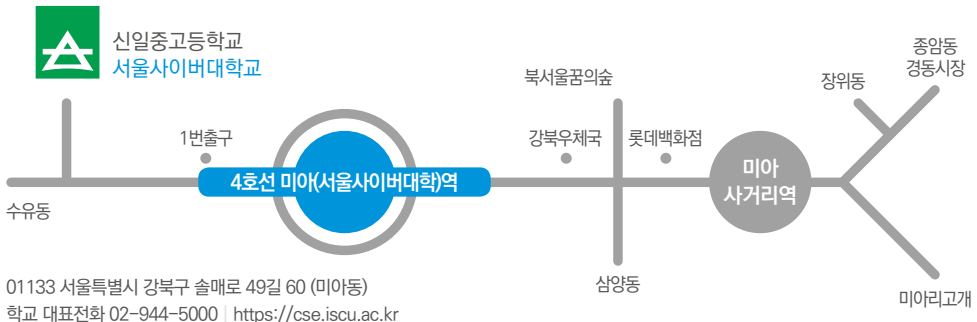 신일중고등학교
서울사이버대학교
종암동
경동시장
장위동
북서울꿈의숲
1번출구
강북우체국
롯데백화점
4호선 미아(서울사이버대학)역
미아
사거리역
수유동
삼양동
미아리고개
01133 서울특별시 강북구 솔매로 49길 60 (미아동)
학교 대표전화 02-944-5000 | https://cse.iscu.ac.kr